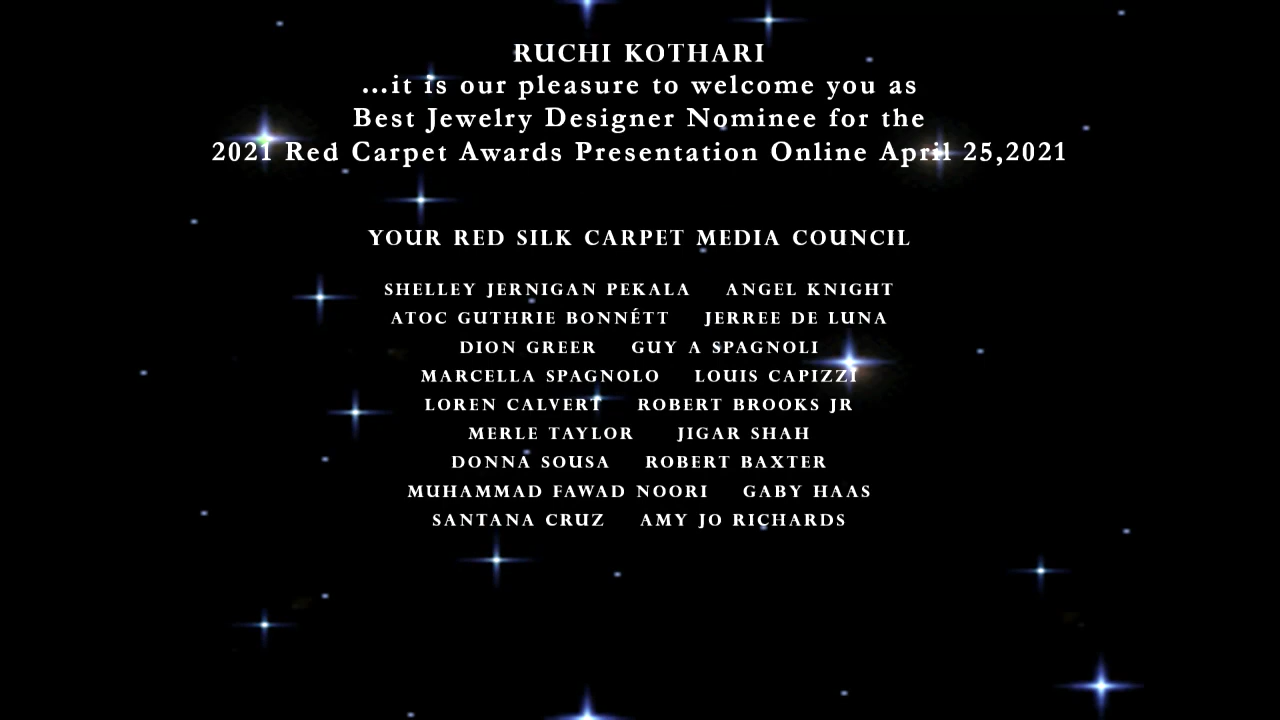 RUCHI KOTHARI
...it is our pleasure to welcome you as
Best Jewelry Designer Nominee for the
2021 Red Carpet Awards Presentation Online April 25,2021
YOUR RED SILK CARPET MEDIA COUNCIL
SHELLEY JERNIGAN PEKALA ANGEL KNIGHT
ATOC GUTHRIE BONNÉTT JERREE DE LUNA
DION GREER GUY A SPAGNOLI
MARCELLA SPAGNOLO LOUIS CAPIZZI
LOREN CALVERT ROBERT BROOKS JR
MERLE TAYLOR JIGAR SHAH
DONNA SOUSA ROBERT BAXTER
MUHAMMAD FAWAD NOORI GABY HAAS
SANTANA CRUZ AMY JO RICHARDS